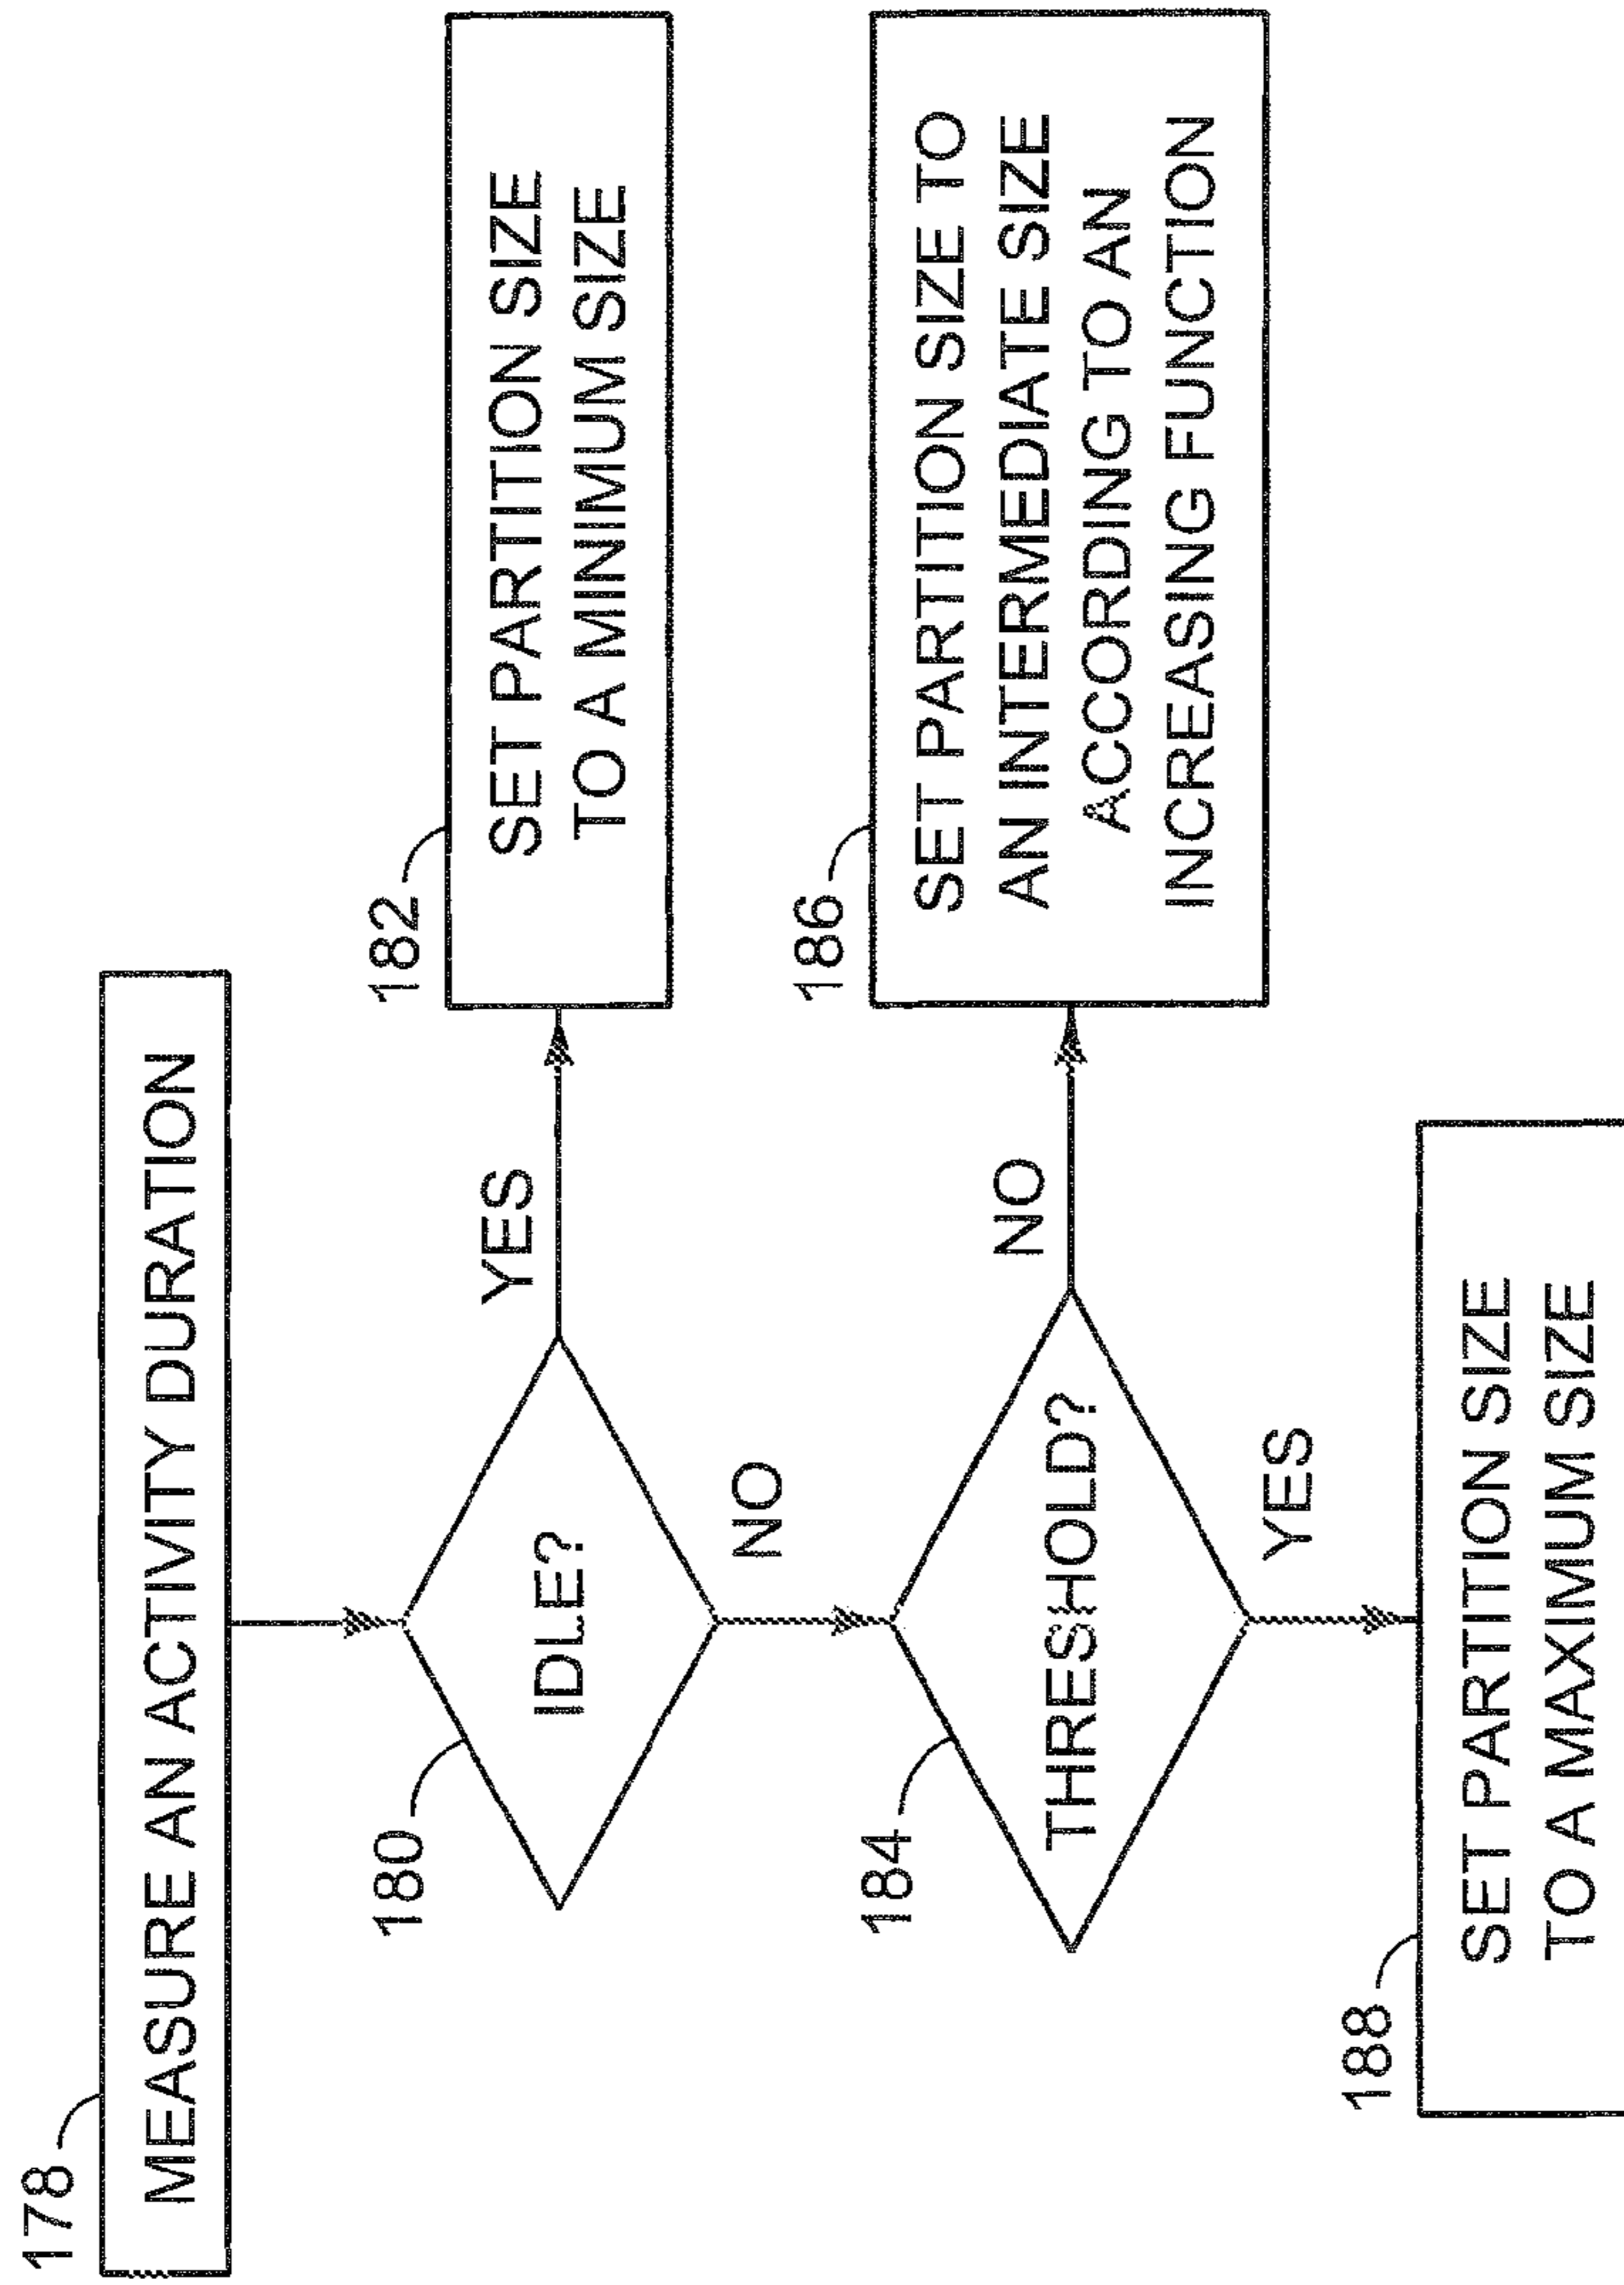 178
MEASURE AN ACTIVITY DURATION
180
IDLE?
YES
182
SET PARTITION SIZE
TO A MINIMUM SIZE
NO
184
THRESHOLD?
NO
186
SET PARTITION SIZE TO
AN INTERMEDIATE SIZE
ACCORDING TO AN
INCREASING FUNCTION
YES
188
SET PARTITION SIZE
TO A MAXIMUM SIZE